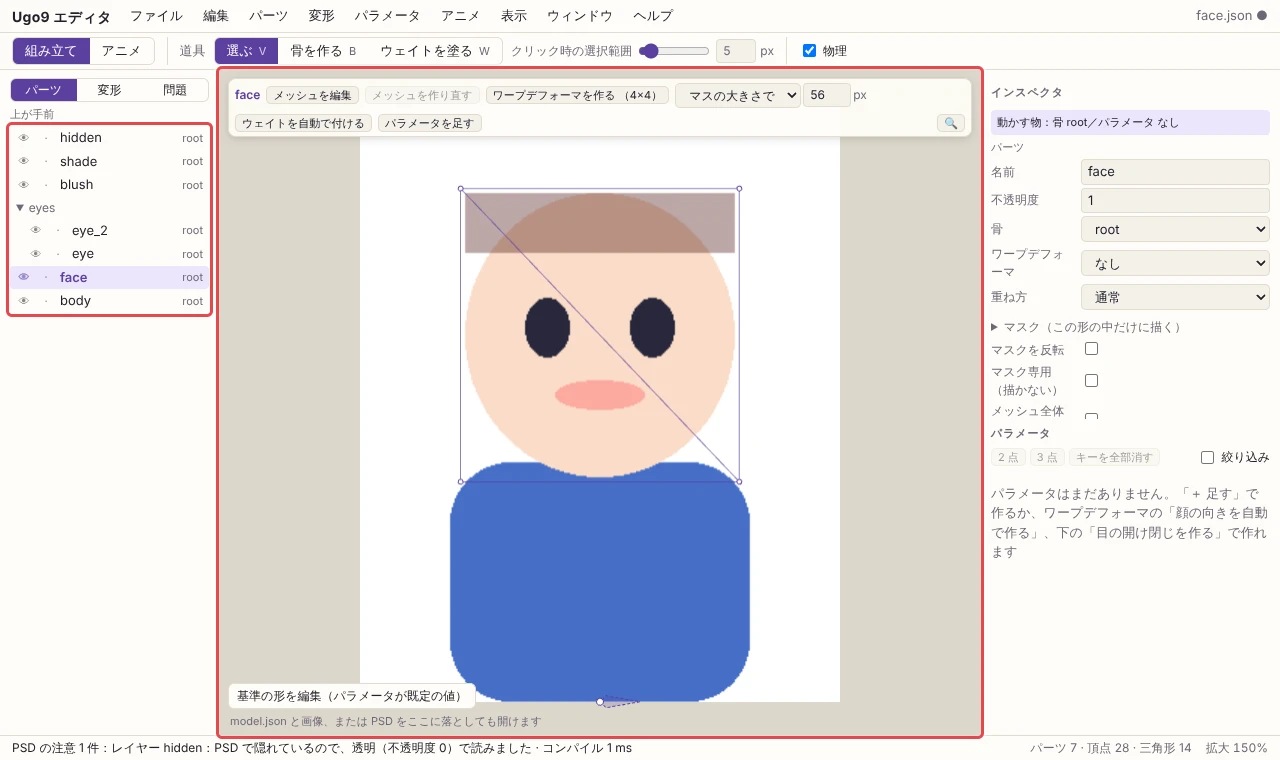 Ugo9 エディタ ファイル 編集 パーツ 変形 パラメータ アニメ 表示 ウィンドウ ヘルプ face.json
組み立て アニメ 道具 選ぶ V 骨を作る B ウェイトを塗る W クリック時の選択範囲 5 px 物理
パーツ 変形 問題
上が手前
hidden root
shade root
blush root
eyes
eye_2 root
eye root
face root
body root
face メッシュを編集 メッシュを作り直す ワープデフォーマを作る （4×4） マスの大きさで 56 px
ウェイトを自動で付ける パラメータを足す
基準の形を編集（パラメータが既定の値）
model.json と画像、または PSD をここに落としても開けます
インスペクタ
動かす物：骨 root／パラメータ なし
パーツ
名前 face
不透明度 1
骨 root
ワープデフォーマ なし
重ね方 通常
マスク（この形の中だけに描く）
マスクを反転
マスク専用
（描かない）
メッシュ全体
パラメータ
2 点 3 点 キーを全部消す 絞り込み
パラメータはまだありません。「＋ 足す」で
作るか、ワープデフォーマの「顔の向きを自動
で作る」、下の「目の開け閉じを作る」で作れ
ます
PSD の注意 1 件：レイヤー hidden：PSD で隠れているので、透明（不透明度 0）で読みました · コンパイル 1 ms
パーツ 7 · 頂点 28 · 三角形 14 拡大 150%